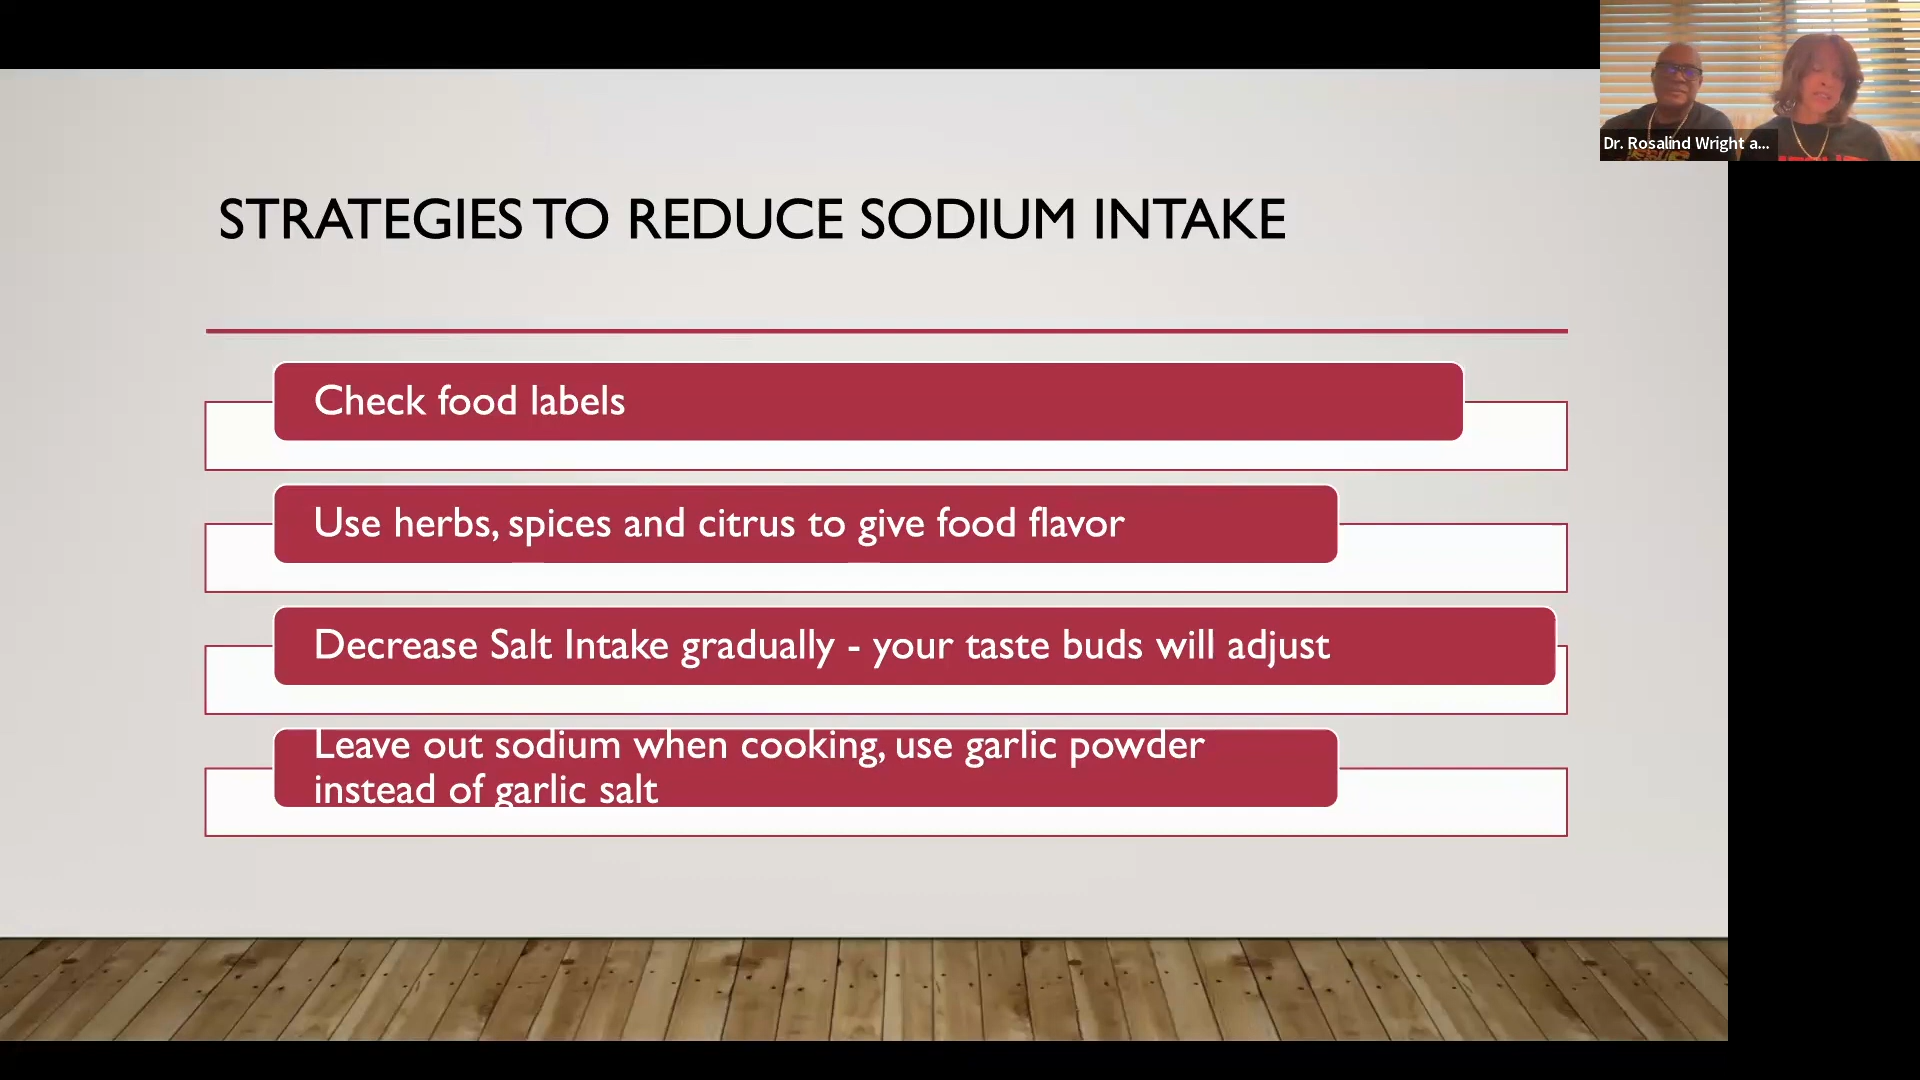 Dr. Rosalind Wright a...
STRATEGIES TO REDUCE SODIUM INTAKE
Check food labels
Use herbs, spices and citrus to give food flavor
Decrease Salt Intake gradually - your taste buds will adjust
Leave out sodium when cooking, use garlic powder
instead of garlic salt